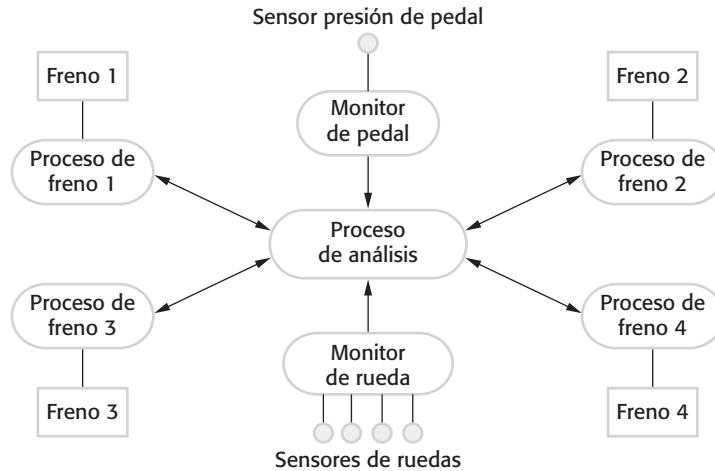 Sensor presión de pedal
Freno 1
Freno 2
Monitor
de pedal
Proceso de
freno 1
Proceso de
freno 2
Proceso
de análisis
Proceso de
freno 3
Proceso de
freno 4
Monitor
de rueda
Freno 3
Freno 4
Sensores de ruedas